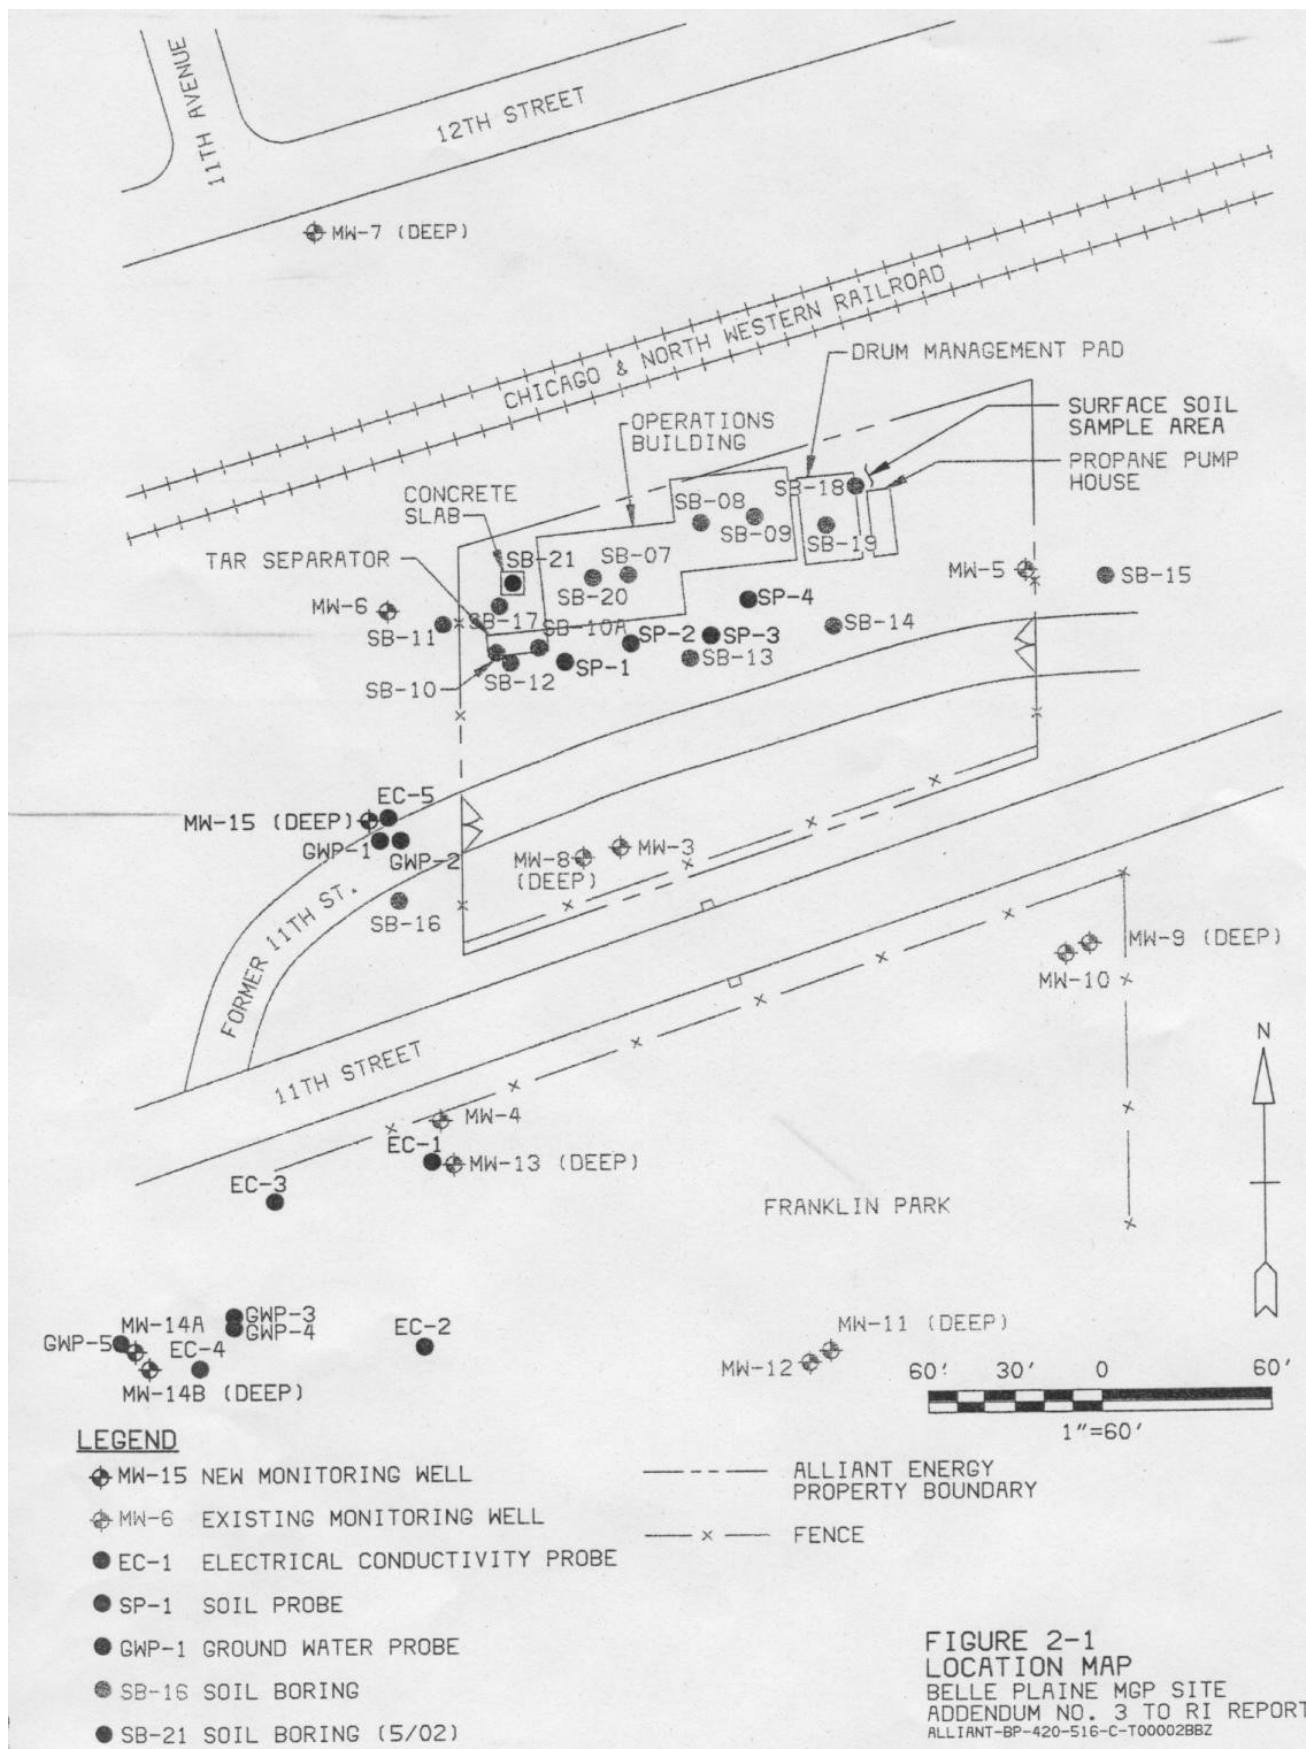 11TH AVENUE
12TH STREET
MW-7 (DEEP)
CHICAGO & NORTH WESTERN RAILROAD
DRUM MANAGEMENT PAD
OPERATIONS
BUILDING
SURFACE SOIL
SAMPLE AREA
PROPANE PUMP
HOUSE
CONCRETE
SLAB
TAR SEPARATOR
SB-18
SB-08
SB-09
SB-19
SB-21
SB-07
SB-20
MW-5
SB-15
MW-6
SB-17
SP-4
SB-11
SB-10A
SP-2
SP-3
SB-14
SB-10
SB-12
SP-1
SB-13
EC-5
MW-15 (DEEP)
GWP-1
GWP-2
MW-8
(DEEP)
MW-3
SB-16
FORMER 11TH ST.
MW-9 (DEEP)
MW-10
11TH STREET
N
MW-4
EC-1
MW-13 (DEEP)
EC-3
FRANKLIN PARK
MW-14A
GWP-3
GWP-4
GWP-5
EC-4
EC-2
MW-14B (DEEP)
MW-11 (DEEP)
MW-12
60' 30' 0 60'
1"=60'
LEGEND
MW-15 NEW MONITORING WELL
MW-6 EXISTING MONITORING WELL
EC-1 ELECTRICAL CONDUCTIVITY PROBE
SP-1 SOIL PROBE
GWP-1 GROUND WATER PROBE
SB-16 SOIL BORING
SB-21 SOIL BORING (5/02)
ALLIANT ENERGY
PROPERTY BOUNDARY
FENCE
FIGURE 2-1
LOCATION MAP
BELLE PLAINE MGP SITE
ADDENDUM NO. 3 TO RI REPORT
ALLIANT-BP-420-516-C-T00002BBZ